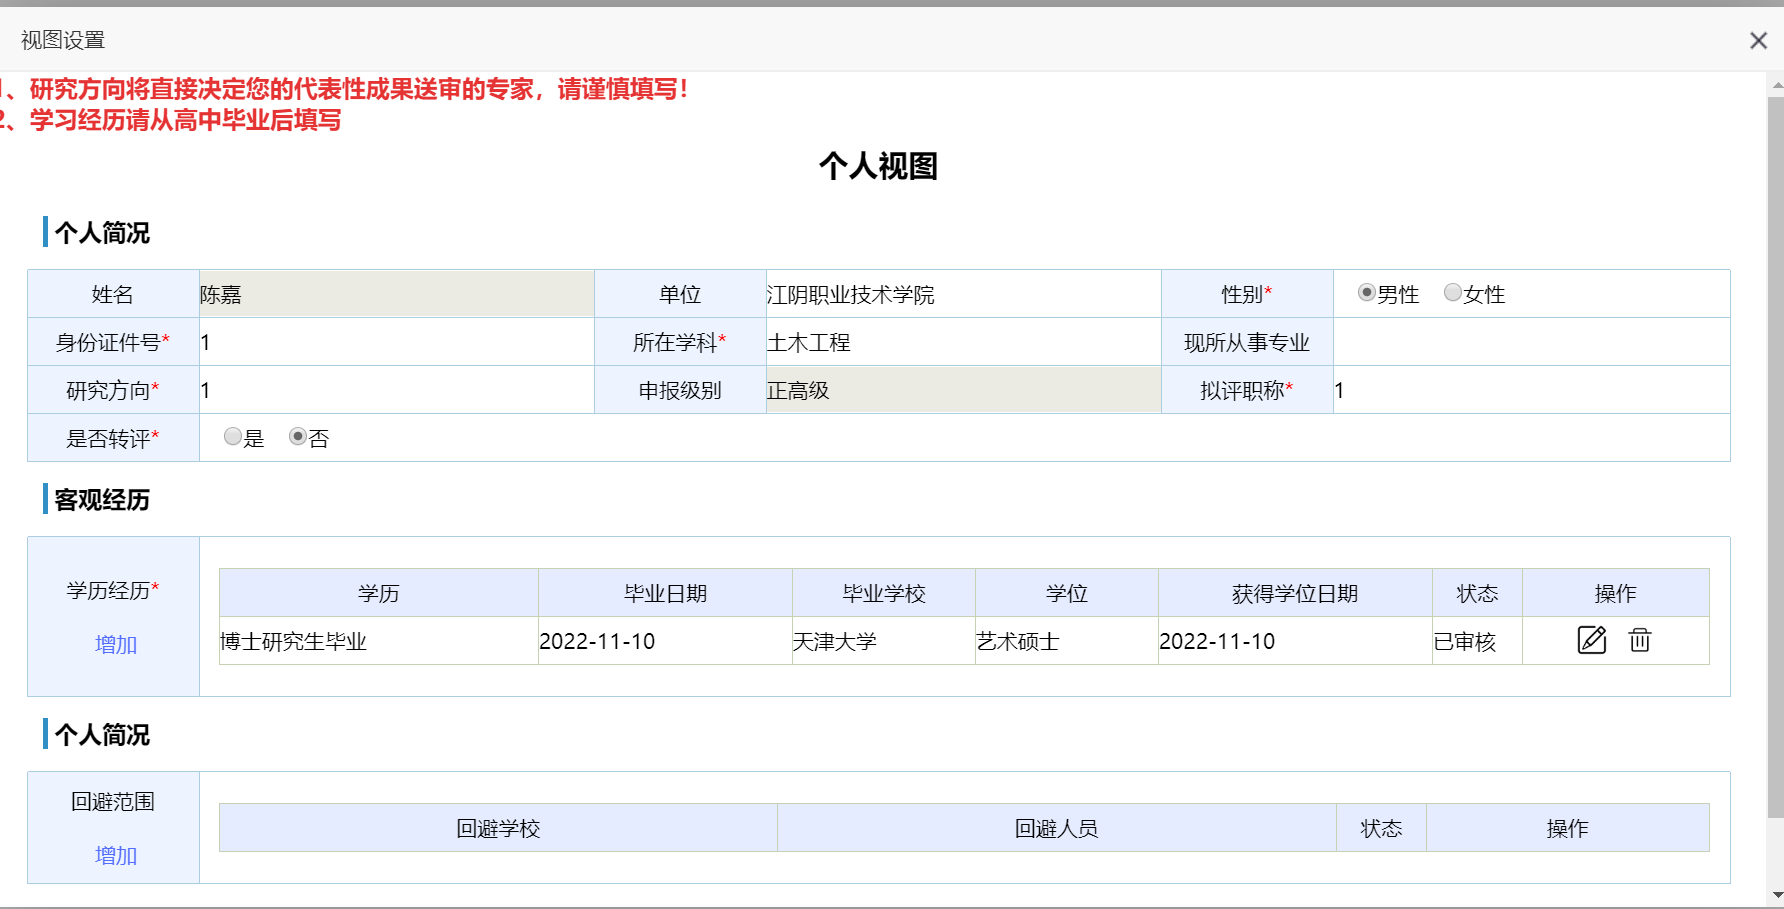 视图设置
1、研究方向将直接决定您的代表性成果送审的专家，请谨慎填写！
2、学习经历请从高中毕业后填写
个人视图
个人简况
姓名 陈嘉 单位 江阴职业技术学院 性别* 男性 女性
身份证件号* 1 所在学科* 土木工程 现所从事专业
研究方向* 1 申报级别 正高级 拟评职称* 1
是否转评* 是 否
客观经历
学历经历*
增加
学历 毕业日期 毕业学校 学位 获得学位日期 状态 操作
博士研究生毕业 2022-11-10 天津大学 艺术硕士 2022-11-10 已审核
个人简况
回避范围
增加
回避学校 回避人员 状态 操作